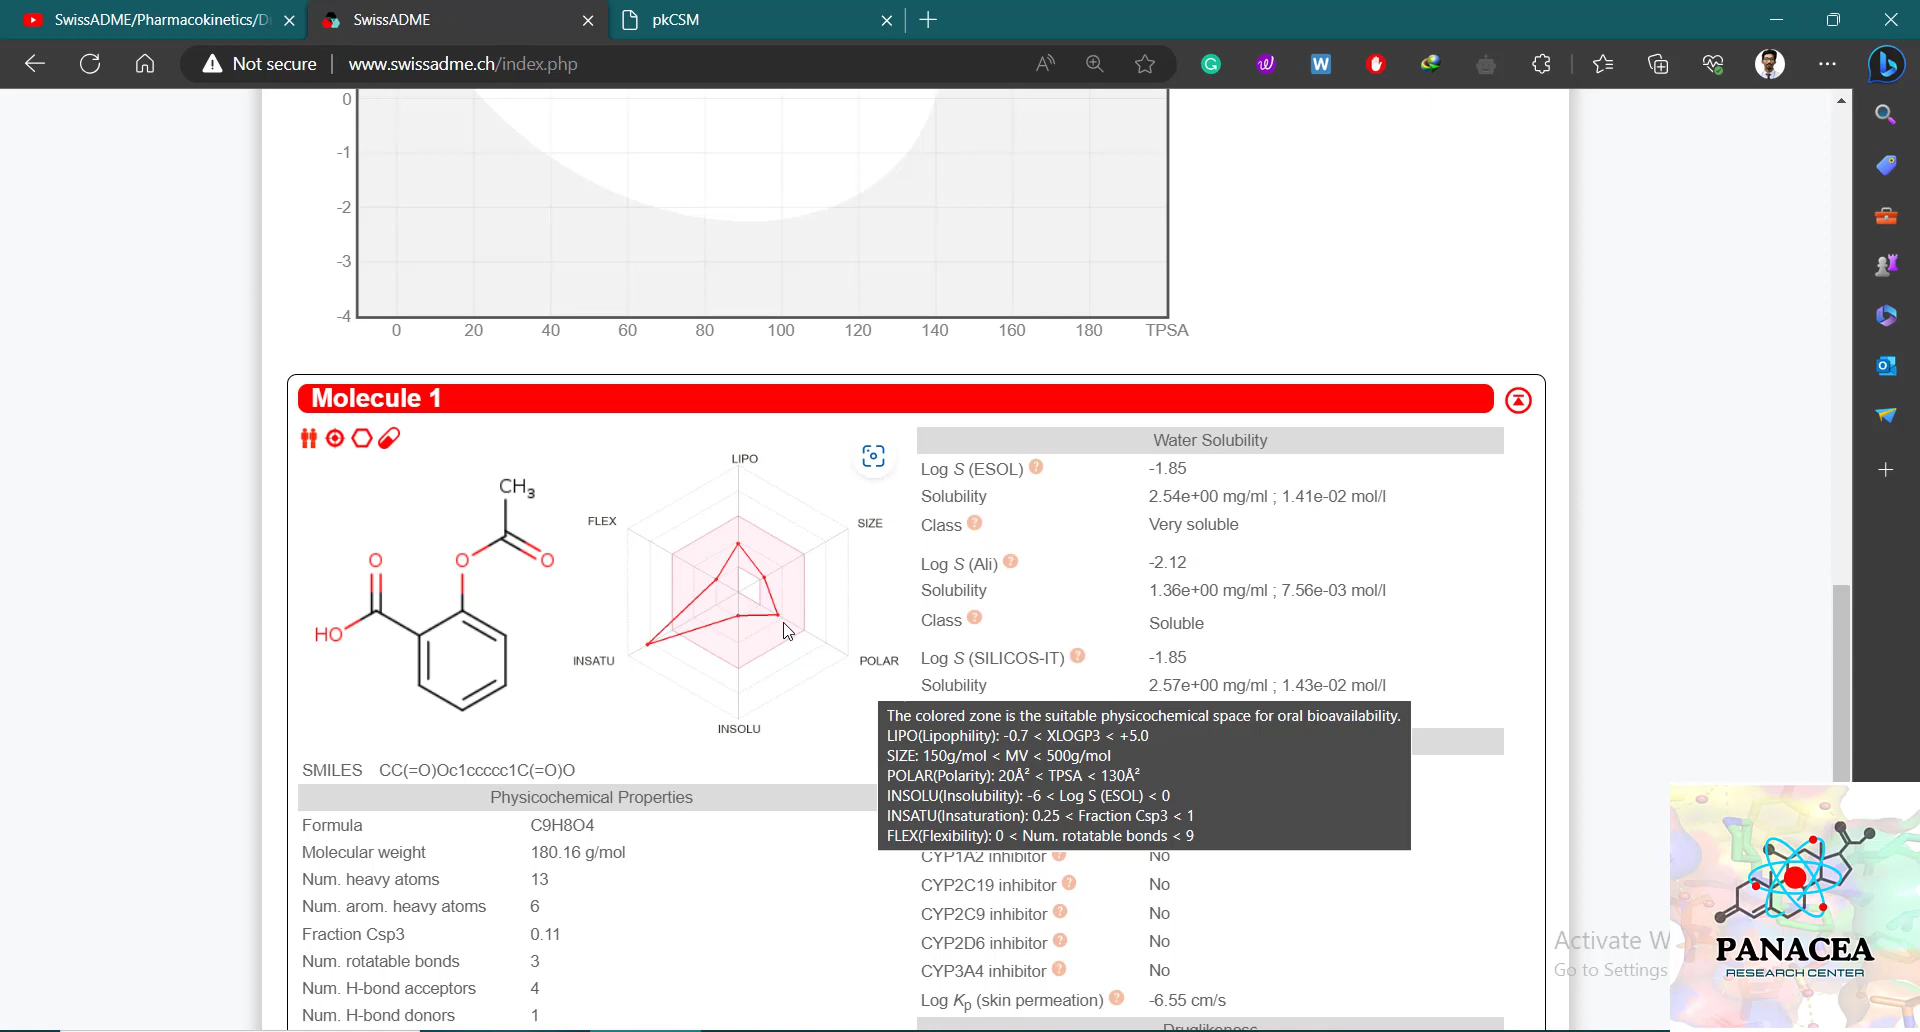 SwissADME/Pharmacokinetics/D
SwissADME
pkCSM
Not secure
www.swissadme.ch/index.php
0
-1
-2
-3
-4
0 20 40 60 80 100 120 140 160 180 TPSA
Molecule 1
CH3
O
O
O
HO
LIPO
FLEX
SIZE
INSATU
POLAR
INSOLU
SMILES CC(=O)Oc1ccccc1C(=O)O
Physicochemical Properties
Formula C9H8O4
Molecular weight 180.16 g/mol
Num. heavy atoms 13
Num. arom. heavy atoms 6
Fraction Csp3 0.11
Num. rotatable bonds 3
Num. H-bond acceptors 4
Num. H-bond donors 1
Water Solubility
Log S (ESOL) ? -1.85
Solubility 2.54e+00 mg/ml ; 1.41e-02 mol/l
Class ? Very soluble
Log S (Ali) ? -2.12
Solubility 1.36e+00 mg/ml ; 7.56e-03 mol/l
Class ? Soluble
Log S (SILICOS-IT) ? -1.85
Solubility 2.57e+00 mg/ml ; 1.43e-02 mol/l
The colored zone is the suitable physicochemical space for oral bioavailability.
LIPO(Lipophility): -0.7 < XLOGP3 < +5.0
SIZE: 150g/mol < MV < 500g/mol
POLAR(Polarity): 20Å² < TPSA < 130Å²
INSOLU(Insolubility): -6 < Log S (ESOL) < 0
INSATU(Insaturation): 0.25 < Fraction Csp3 < 1
FLEX(Flexibility): 0 < Num. rotatable bonds < 9
CYP1A2 inhibitor ? No
CYP2C19 inhibitor ? No
CYP2C9 inhibitor ? No
CYP2D6 inhibitor ? No
CYP3A4 inhibitor ? No
Log Kp (skin permeation) ? -6.55 cm/s
Druglikeness
Activate W
Go to Settings
PANACEA
RESEARCH CENTER